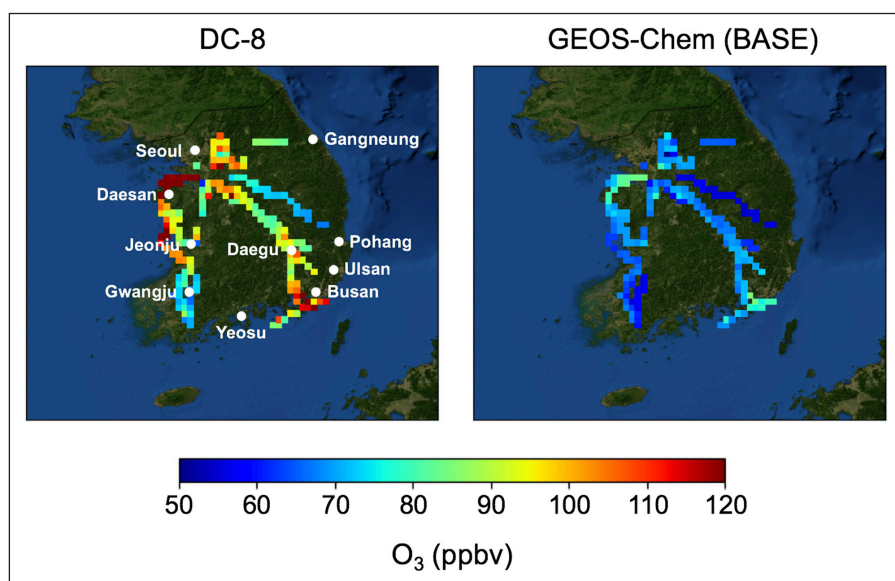 DC-8
GEOS-Chem (BASE)
Gangneung
Seoul
Daesan
Jeonju
Daegu
Pohang
Ulsan
Gwangju
Busan
Yeosu
50 60 70 80 90 100 110 120
O₃ (ppbv)